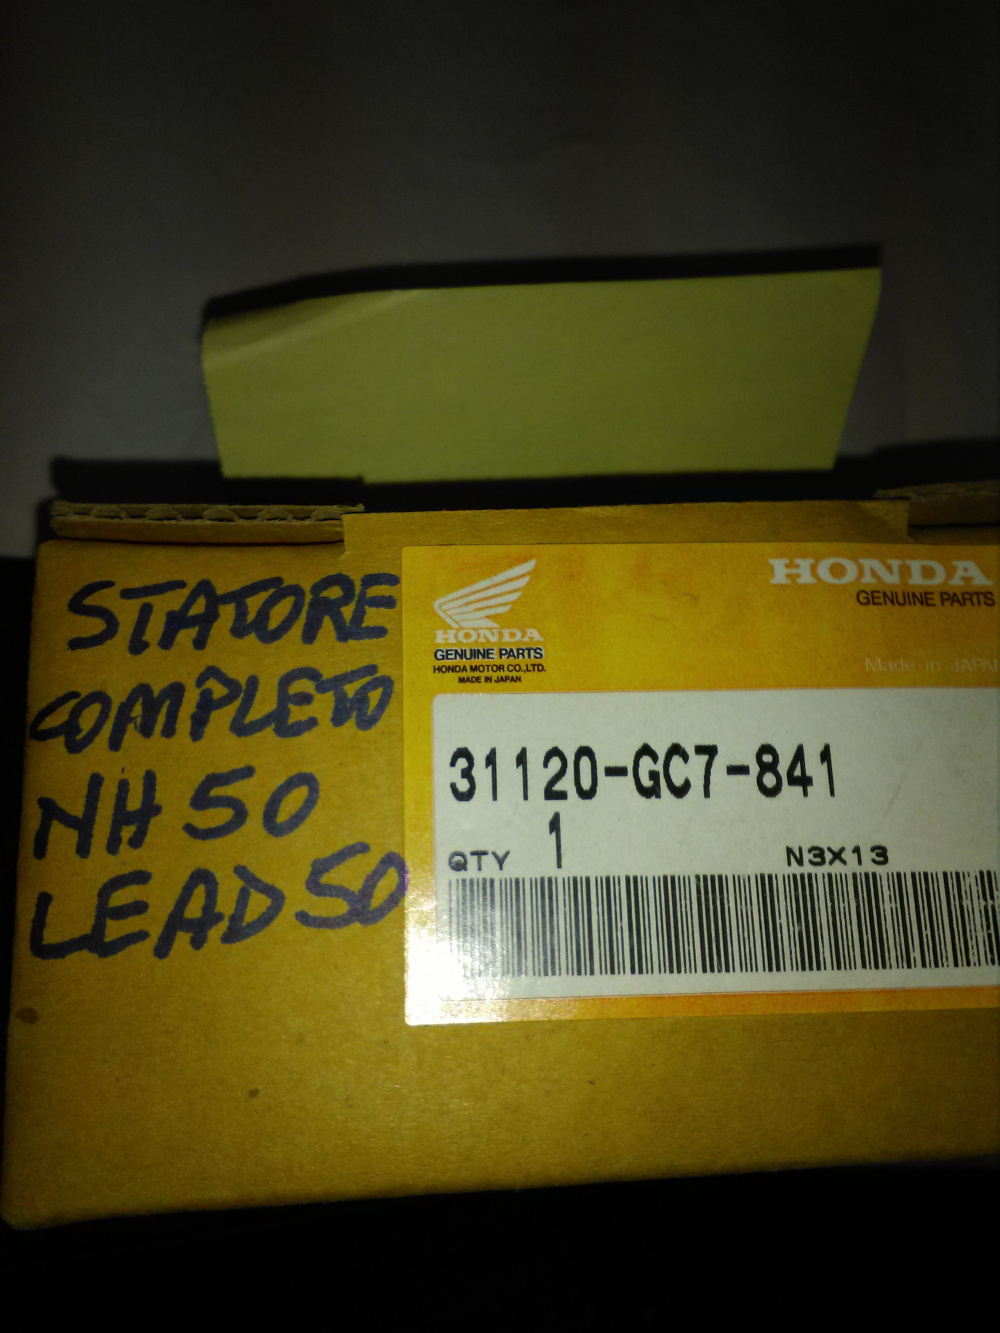 STATORE
COMPLETO
NH 50
LEAD 50
HONDA
GENUINE PARTS
HONDA MOTOR CO.,LTD.
MADE IN JAPAN
HONDA
GENUINE PARTS
Made in JAPAN
31120-GC7-841
QTY 1 N3X13